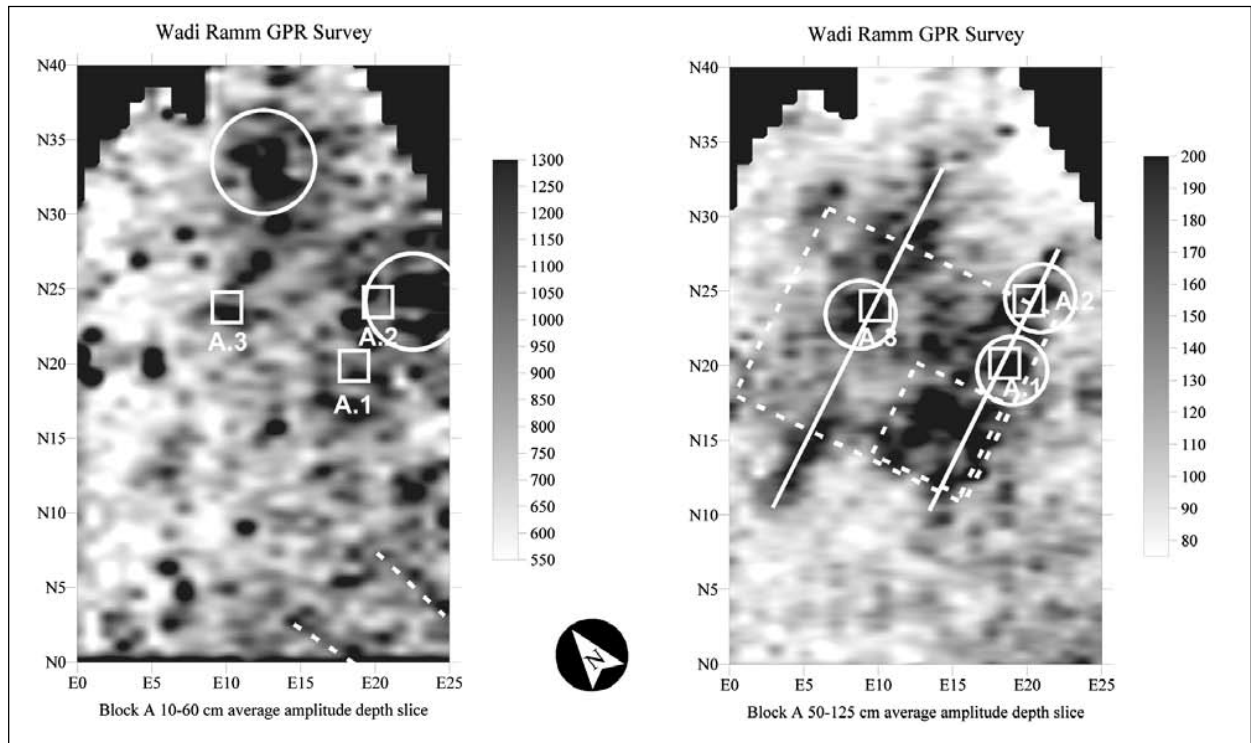 Wadi Ramm GPR Survey
N40
N35
N30
N25
N20
N15
N10
N5
N0
E0 E5 E10 E15 E20 E25
A.3
A.2
A.1
1300
1250
1200
1150
1100
1050
1000
950
900
850
800
750
700
650
600
550
Block A 10-60 cm average amplitude depth slice
N
Wadi Ramm GPR Survey
N40
N35
N30
N25
N20
N15
N10
N5
N0
E0 E5 E10 E15 E20 E25
A.3
A.2
A.1
200
190
180
170
160
150
140
130
120
110
100
90
80
Block A 50-125 cm average amplitude depth slice